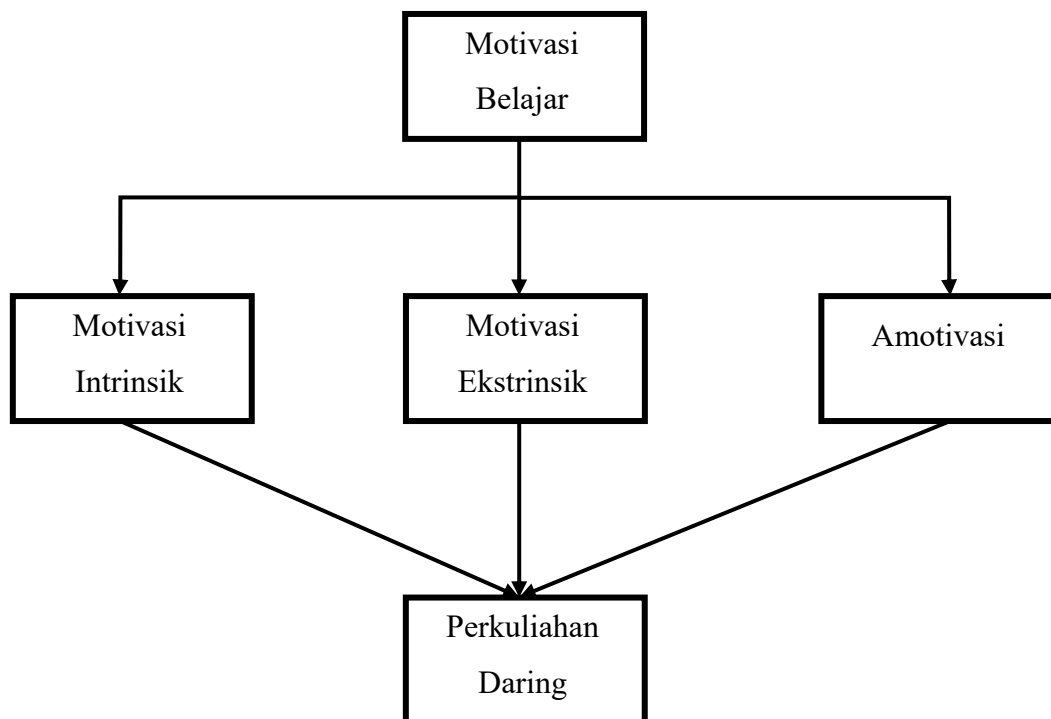 Motivasi
Belajar
Motivasi
Intrinsik
Motivasi
Ekstrinsik
Amotivasi
Perkuliahan
Daring